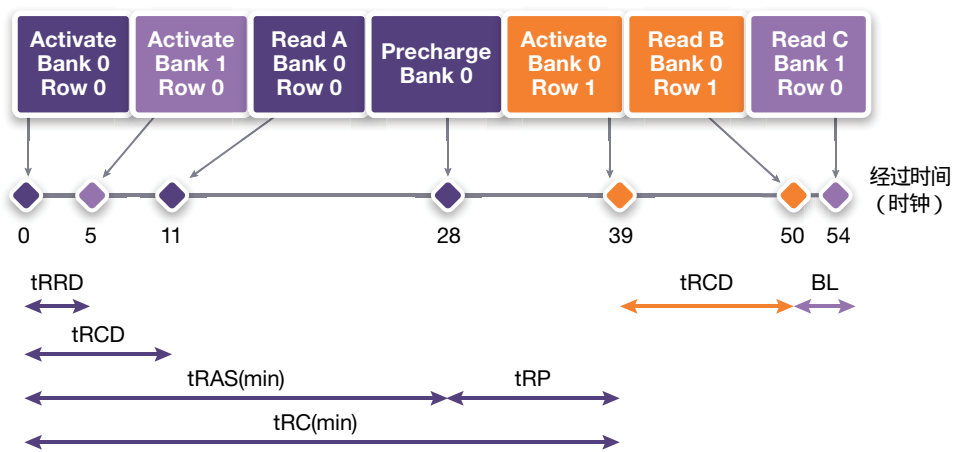 Activate
Bank 0
Row 0
Activate
Bank 1
Row 0
Read A
Bank 0
Row 0
Precharge
Bank 0
Activate
Bank 0
Row 1
Read B
Bank 0
Row 1
Read C
Bank 1
Row 0
经过时间
（时钟）
0
5
11
28
39
50
54
tRRD
tRCD
BL
tRCD
tRAS(min)
tRP
tRC(min)